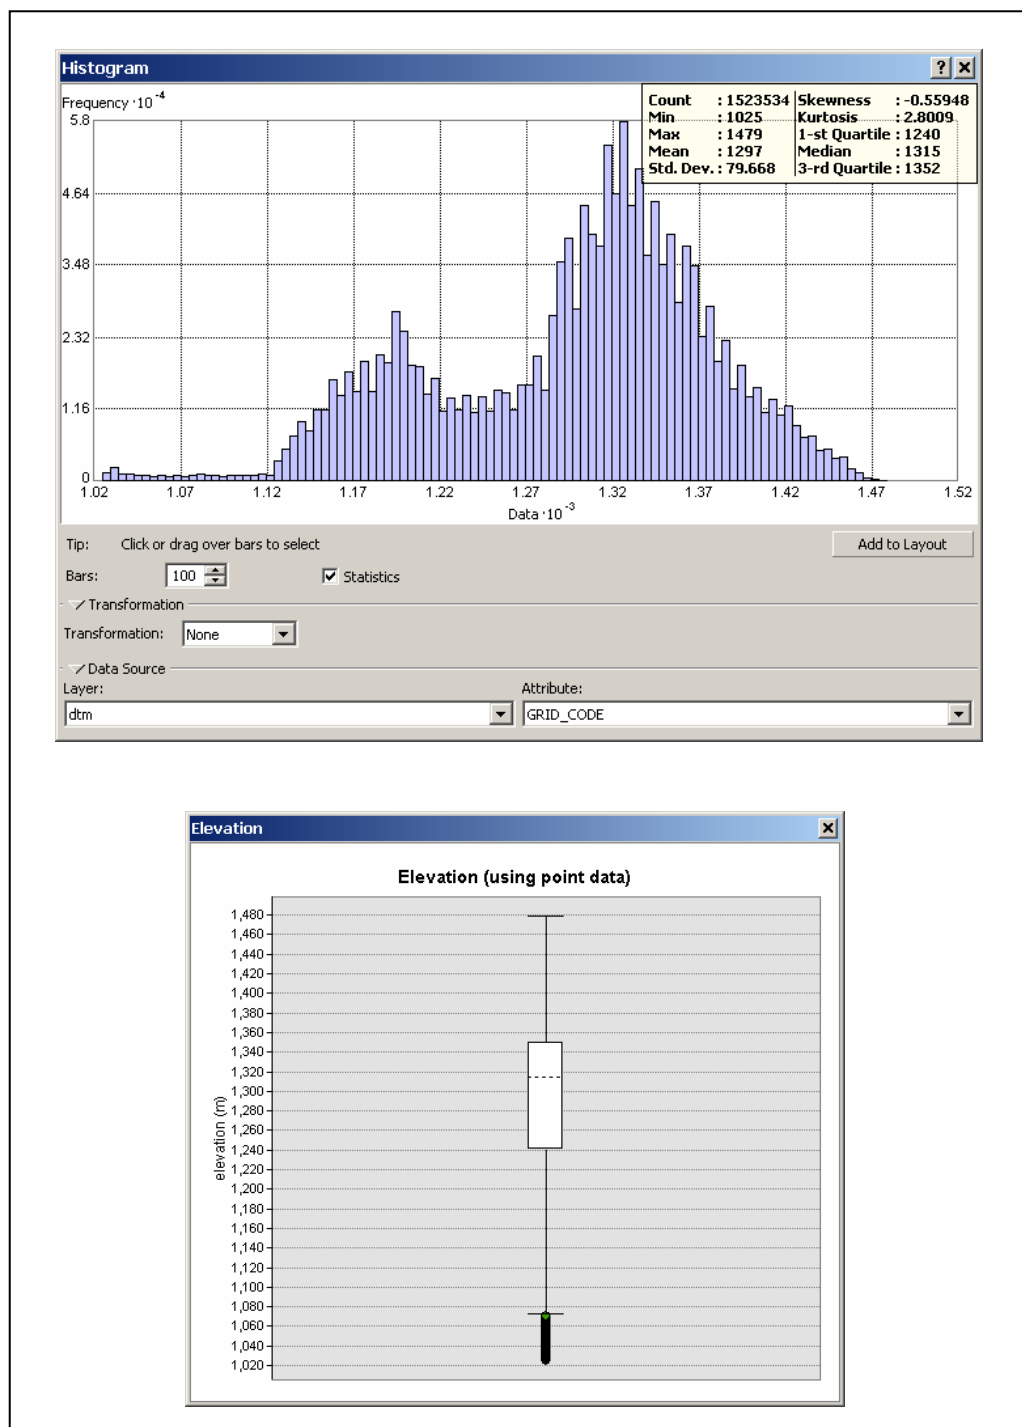 Histogram
Frequency ·10 -4
Count : 1523534 Skewness : -0.55948
Min : 1025 Kurtosis : 2.8009
Max : 1479 1-st Quartile : 1240
Mean : 1297 Median : 1315
Std. Dev. : 79.668 3-rd Quartile : 1352
5.8
4.64
3.48
2.32
1.16
0
1.02 1.07 1.12 1.17 1.22 1.27 1.32 1.37 1.42 1.47 1.52
Data ·10 -3
Tip: Click or drag over bars to select Add to Layout
Bars: 100 Statistics
Transformation
Transformation: None
Data Source
Layer: Attribute:
dtm GRID_CODE
Elevation
Elevation (using point data)
elevation (m)
1,480
1,460
1,440
1,420
1,400
1,380
1,360
1,340
1,320
1,300
1,280
1,260
1,240
1,220
1,200
1,180
1,160
1,140
1,120
1,100
1,080
1,060
1,040
1,020